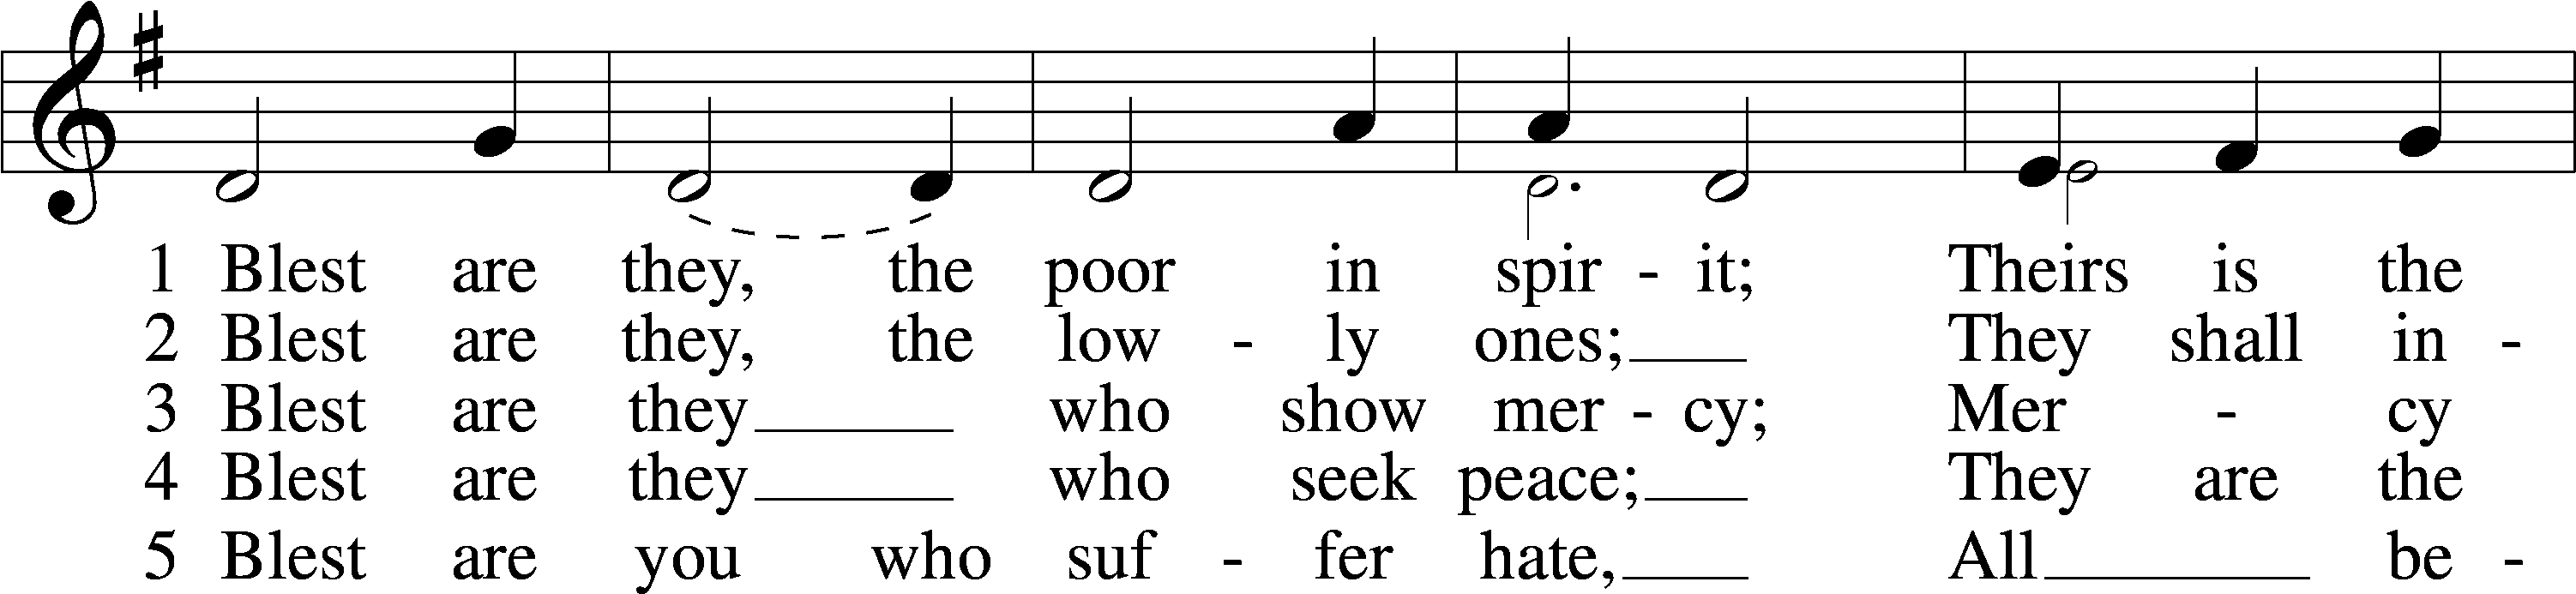 1 Blest are they, the poor in spir - it; Theirs is the
2 Blest are they, the low - ly ones; They shall in -
3 Blest are they who show mer - cy; Mer - cy
4 Blest are they who seek peace; They are the
5 Blest are you who suf - fer hate, All be -